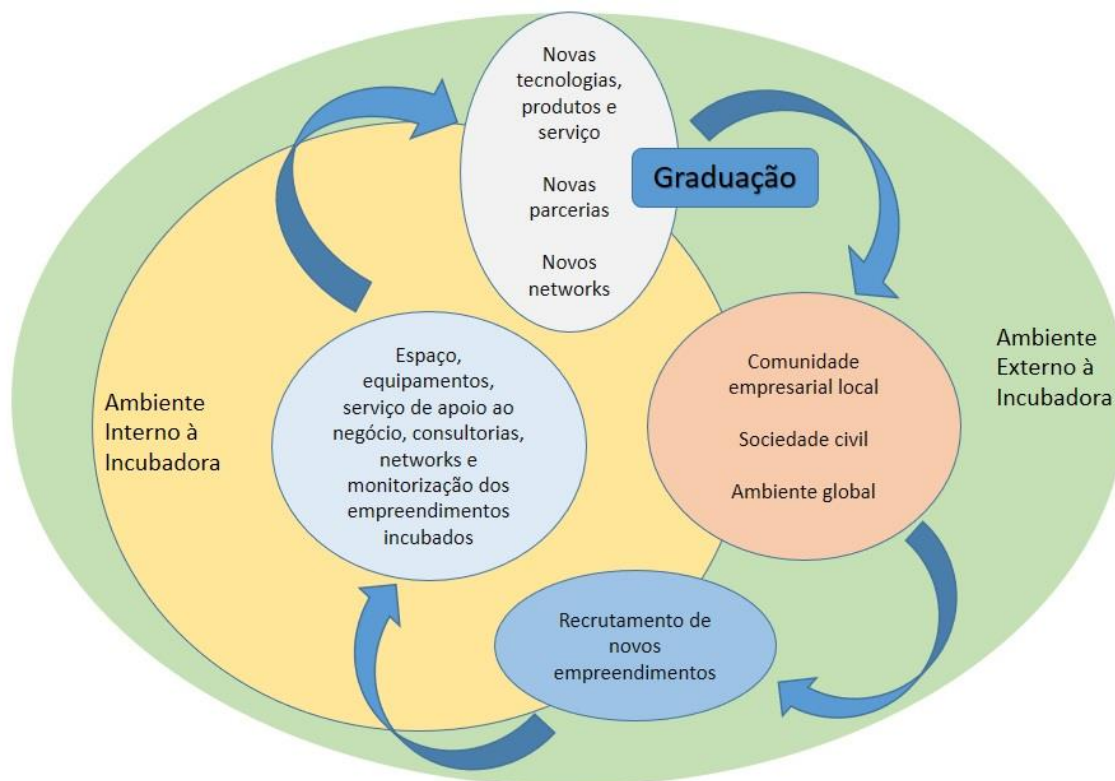 Novas
tecnologias,
produtos e
serviço
Novas
parcerias
Novos
networks
Graduação
Ambiente
Interno à
Incubadora
Espaço,
equipamentos,
serviço de apoio ao
negócio, consultorias,
networks e
monitorização dos
empreendimentos
incubados
Comunidade
empresarial local
Sociedade civil
Ambiente global
Ambiente
Externo à
Incubadora
Recrutamento de
novos
empreendimentos